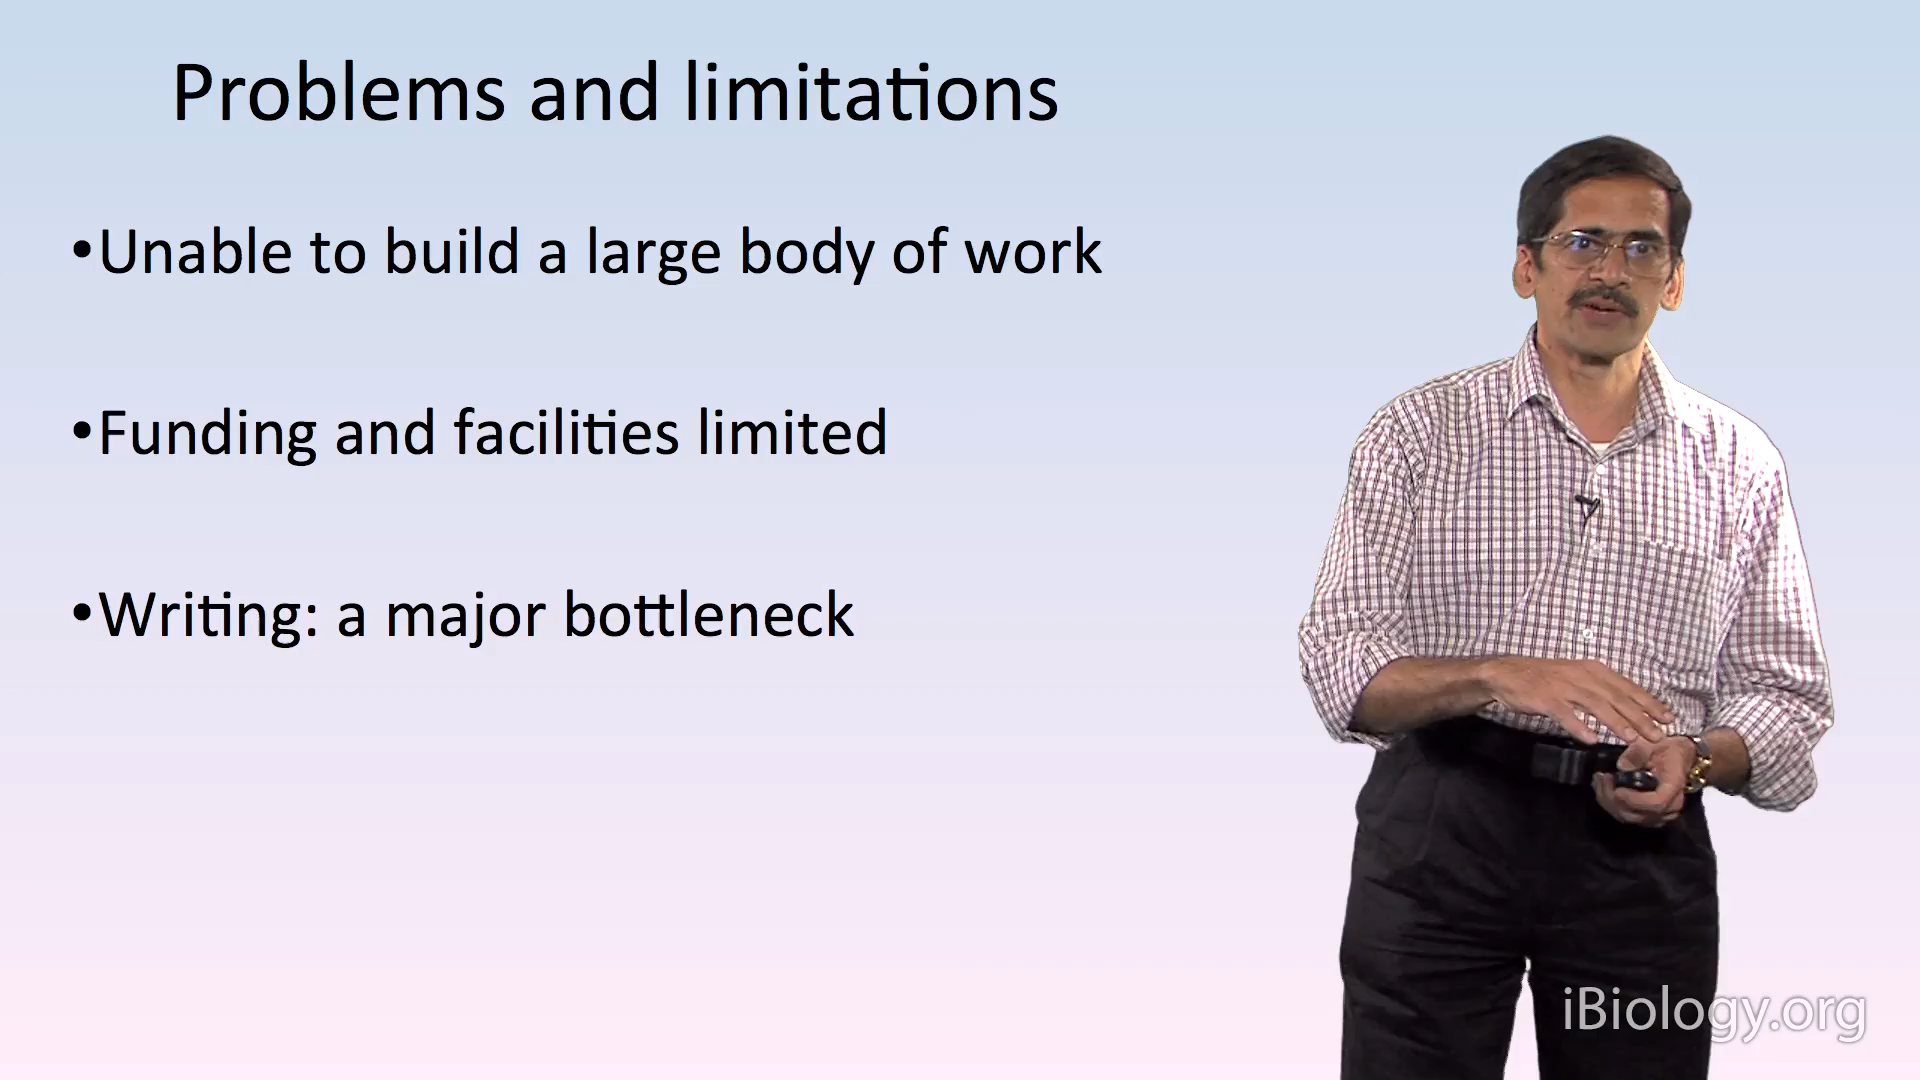 Problems and limitations
•Unable to build a large body of work
•Funding and facilities limited
•Writing: a major bottleneck
iBiology.org